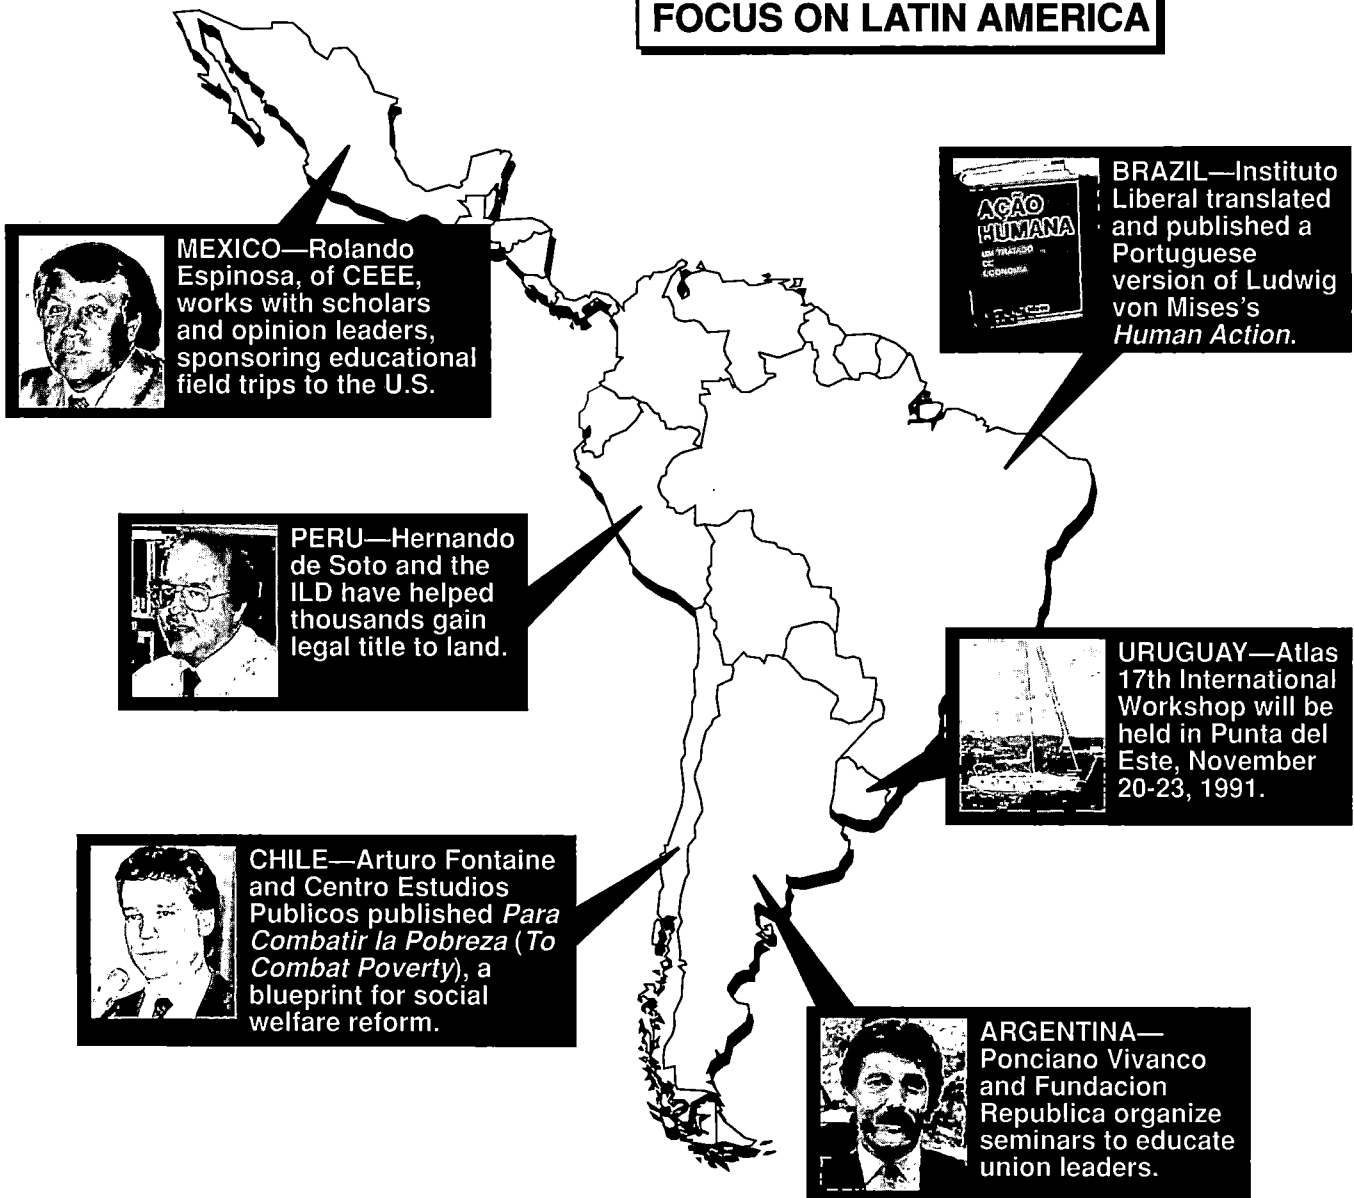 FOCUS ON LATIN AMERICA
BRAZIL—Instituto
Liberal translated
and published a
Portuguese
version of Ludwig
von Mises's
Human Action.
AÇÃO
HUMANA
UM TRATADO
DE
ECONOMIA
MEXICO—Rolando
Espinosa, of CEEE,
works with scholars
and opinion leaders,
sponsoring educational
field trips to the U.S.
PERU—Hernando
de Soto and the
ILD have helped
thousands gain
legal title to land.
URUGUAY—Atlas
17th International
Workshop will be
held in Punta del
Este, November
20-23, 1991.
CHILE—Arturo Fontaine
and Centro Estudios
Publicos published Para
Combatir la Pobreza (To
Combat Poverty), a
blueprint for social
welfare reform.
ARGENTINA—
Ponciano Vivanco
and Fundacion
Republica organize
seminars to educate
union leaders.